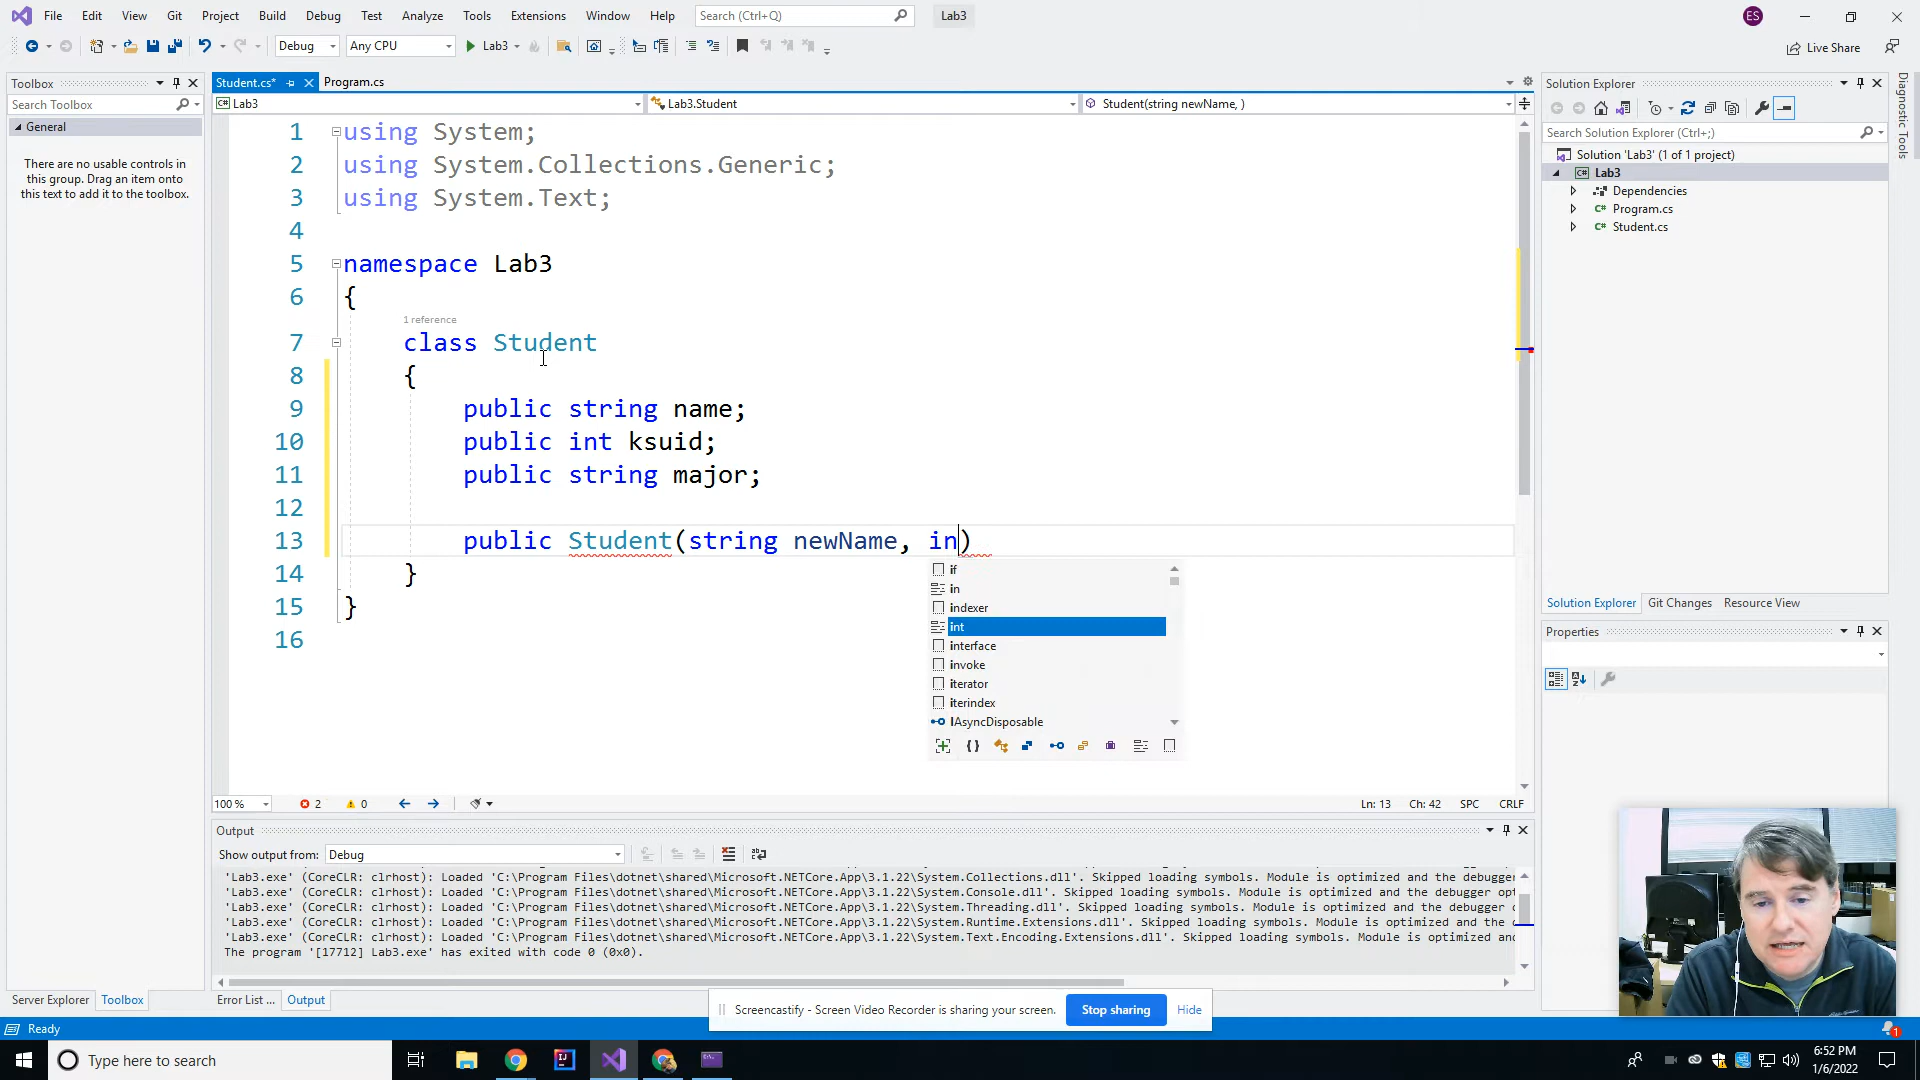 File Edit View Git Project Build Debug Test Analyze Tools Extensions Window Help Search (Ctrl+Q) Lab3 ES
Debug Any CPU Lab3 Live Share
Toolbox
Search Toolbox
General
There are no usable controls in
this group. Drag an item onto
this text to add it to the toolbox.
Student.cs* Program.cs
Lab3 Lab3.Student Student(string newName, )
1 using System;
2 using System.Collections.Generic;
3 using System.Text;
4
5 namespace Lab3
6 {
1 reference
7 class Student
8 {
9 public string name;
10 public int ksuid;
11 public string major;
12
13 public Student(string newName, in)
14 }
15 }
16
if
in
indexer
int
interface
invoke
iterator
iterindex
IAsyncDisposable
100 % 2 0 Ln: 13 Ch: 42 SPC CRLF
Output
Show output from: Debug
'Lab3.exe' (CoreCLR: clrhost): Loaded 'C:\Program Files\dotnet\shared\Microsoft.NETCore.App\3.1.22\System.Collections.dll'. Skipped loading symbols. Module is optimized and the debugger
'Lab3.exe' (CoreCLR: clrhost): Loaded 'C:\Program Files\dotnet\shared\Microsoft.NETCore.App\3.1.22\System.Console.dll'. Skipped loading symbols. Module is optimized and the debugger opt
'Lab3.exe' (CoreCLR: clrhost): Loaded 'C:\Program Files\dotnet\shared\Microsoft.NETCore.App\3.1.22\System.Threading.dll'. Skipped loading symbols. Module is optimized and the debugger o
'Lab3.exe' (CoreCLR: clrhost): Loaded 'C:\Program Files\dotnet\shared\Microsoft.NETCore.App\3.1.22\System.Runtime.Extensions.dll'. Skipped loading symbols. Module is optimized and the
'Lab3.exe' (CoreCLR: clrhost): Loaded 'C:\Program Files\dotnet\shared\Microsoft.NETCore.App\3.1.22\System.Text.Encoding.Extensions.dll'. Skipped loading symbols. Module is optimized
The program '[17712] Lab3.exe' has exited with code 0 (0x0).
Server Explorer Toolbox Error List ... Output
Solution Explorer
Search Solution Explorer (Ctrl+;)
Solution 'Lab3' (1 of 1 project)
Lab3
Dependencies
Program.cs
Student.cs
Solution Explorer Git Changes Resource View
Properties
Diagnostic Tools
Screencastify - Screen Video Recorder is sharing your screen. Stop sharing Hide
Ready 1
Type here to search
6:52 PM
1/6/2022